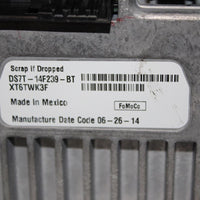 Scrap if Dropped
DS7T-14F239-BT
XT6TWK3F
Made in Mexico
FoMoCo
Manufacture Date Code 06-26-14